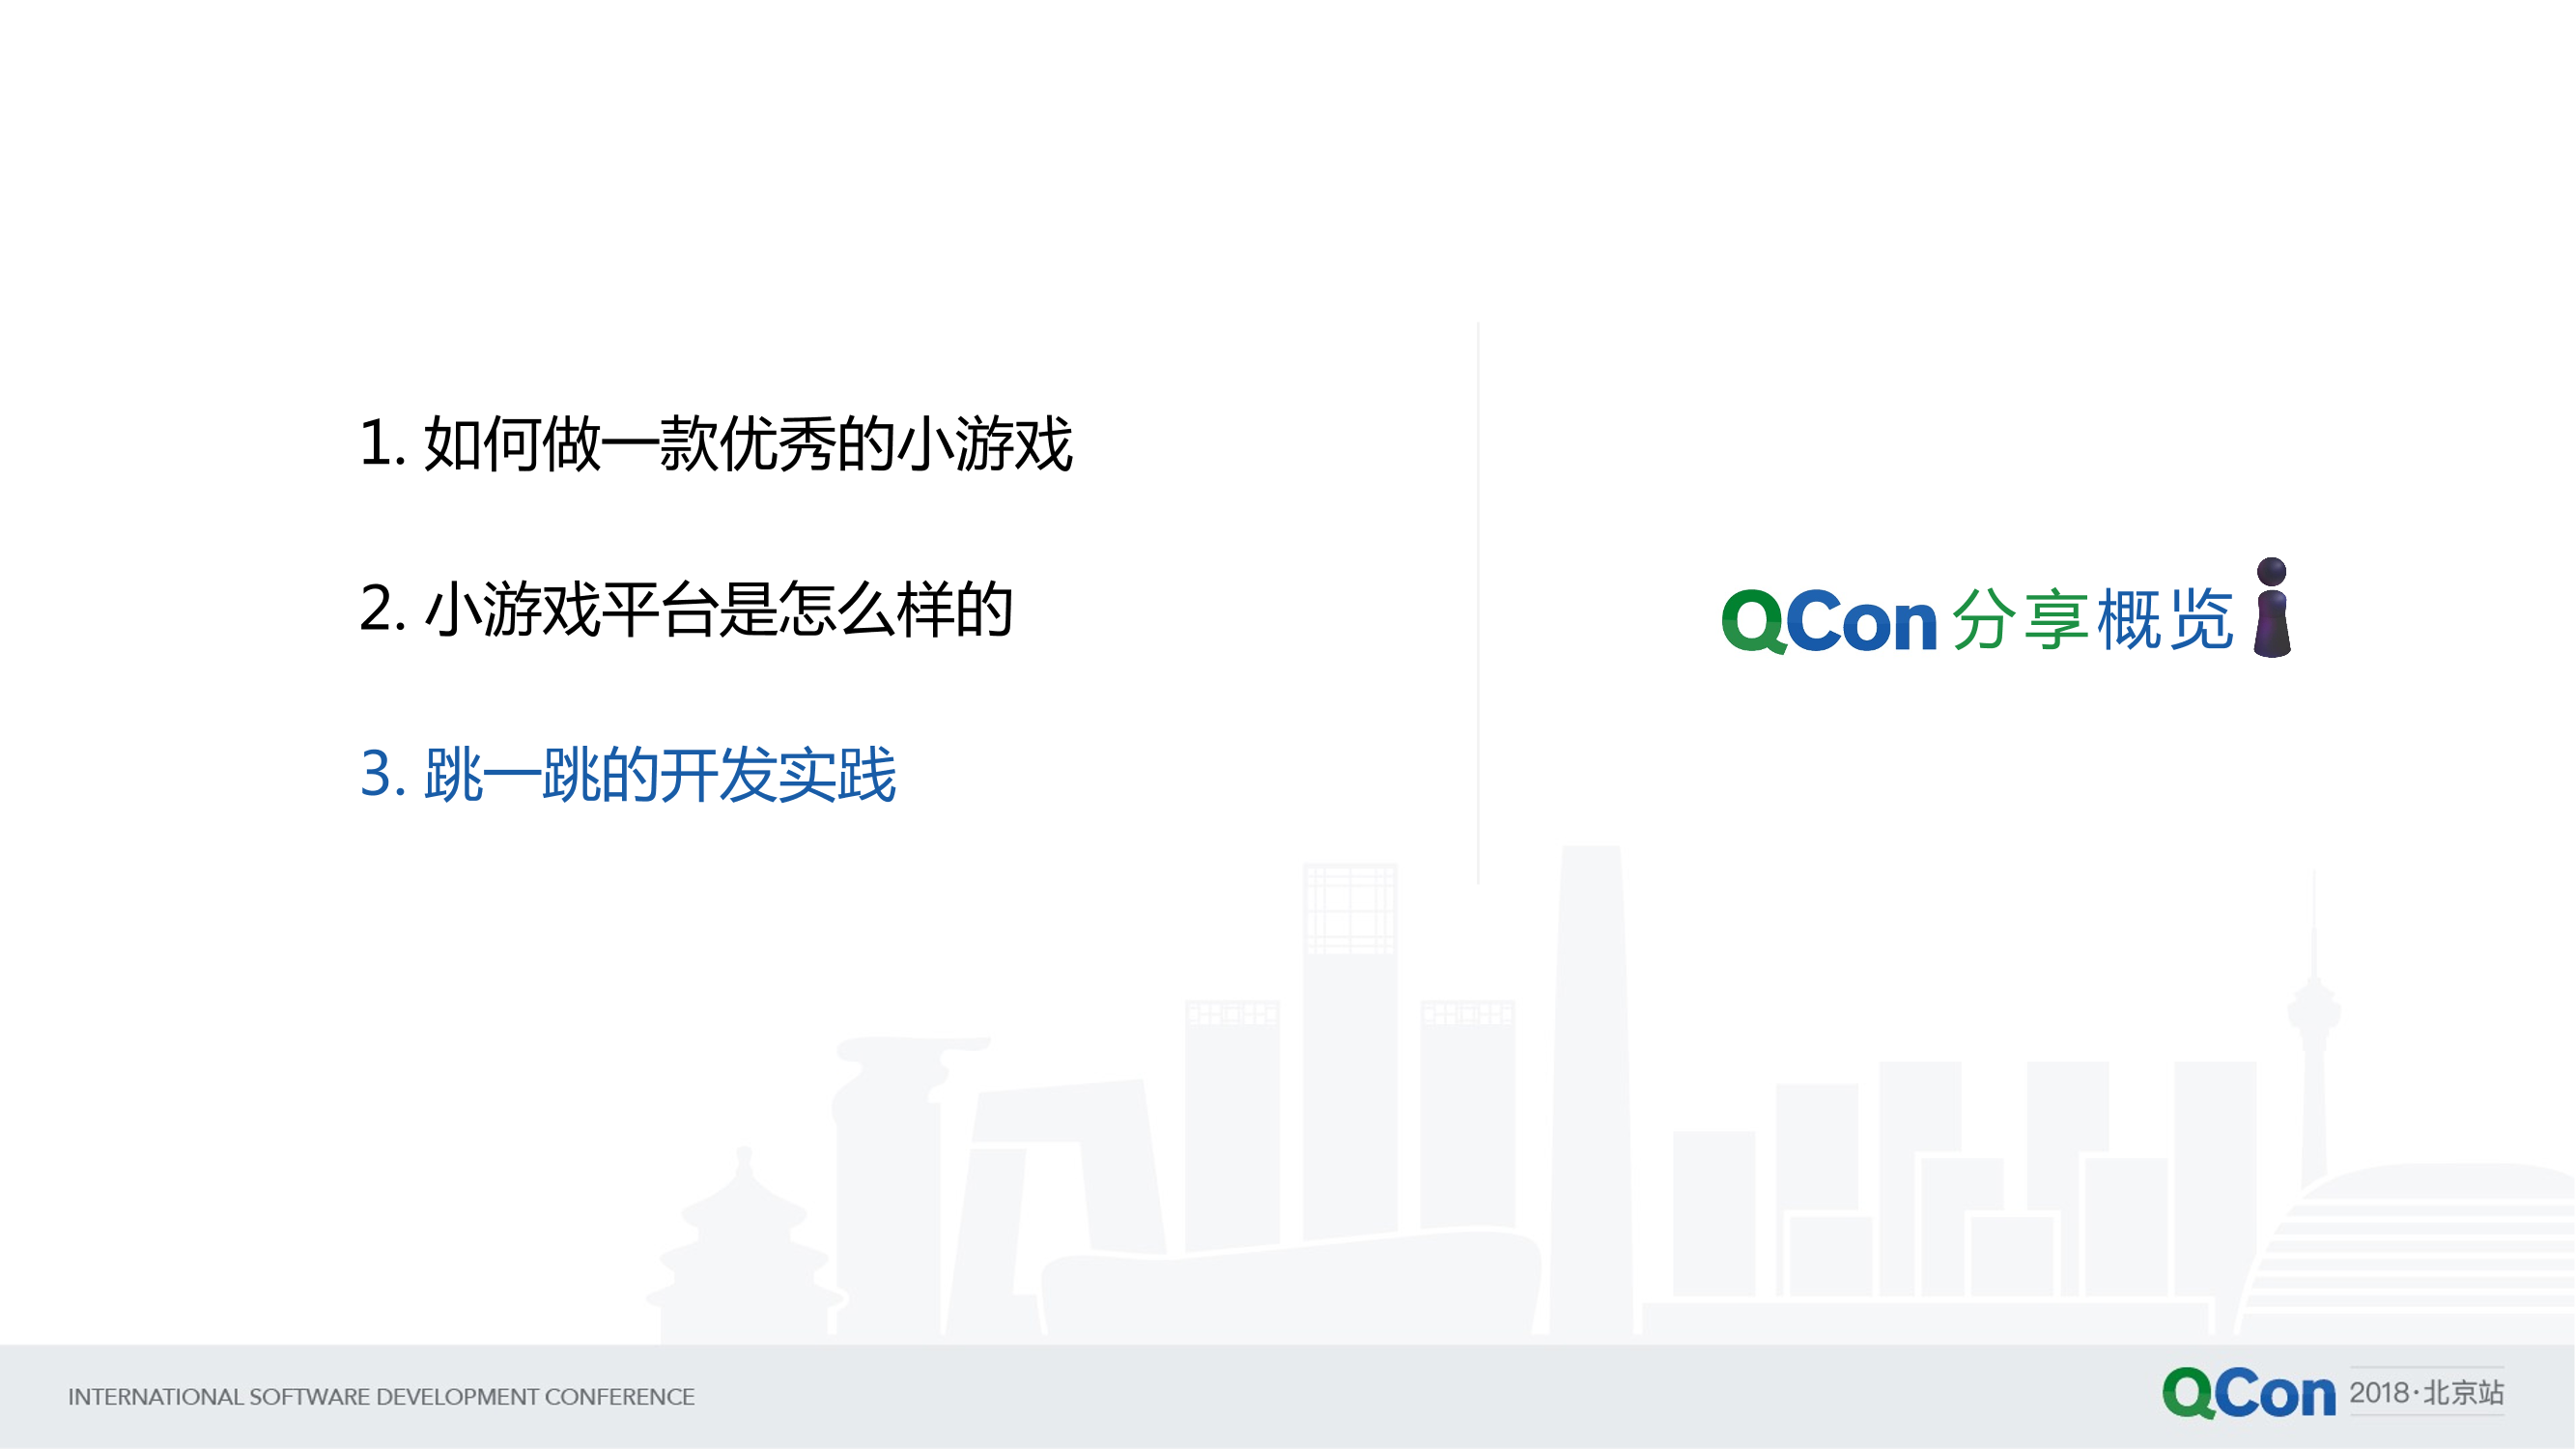 1. 如何做一款优秀的小游戏
2. 小游戏平台是怎么样的
3. 跳一跳的开发实践
QCon 分享概览
INTERNATIONAL SOFTWARE DEVELOPMENT CONFERENCE
QCon 2018·北京站